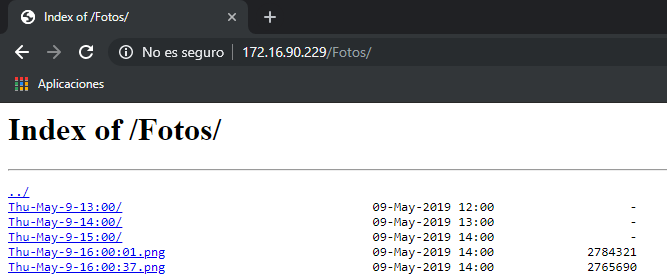 Index of /Fotos/
No es seguro | 172.16.90.229/Fotos/
Aplicaciones
Index of /Fotos/
../
Thu-May-9-13:00/ 09-May-2019 12:00 -
Thu-May-9-14:00/ 09-May-2019 13:00 -
Thu-May-9-15:00/ 09-May-2019 14:00 -
Thu-May-9-16:00:01.png 09-May-2019 14:00 2784321
Thu-May-9-16:00:37.png 09-May-2019 14:00 2765690